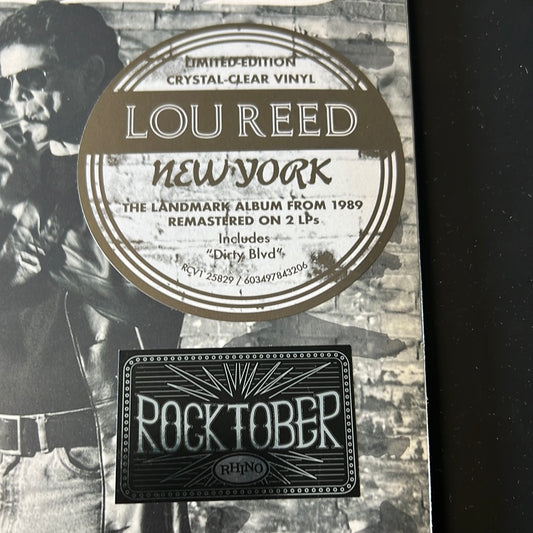 LIMITED-EDITION
CRYSTAL-CLEAR VINYL
LOU REED
NEW YORK
THE LANDMARK ALBUM FROM 1989
REMASTERED ON 2 LPs
Includes
"Dirty Blvd"
RCV1 25829 / 603497843206
ROCKTOBER
RHINO